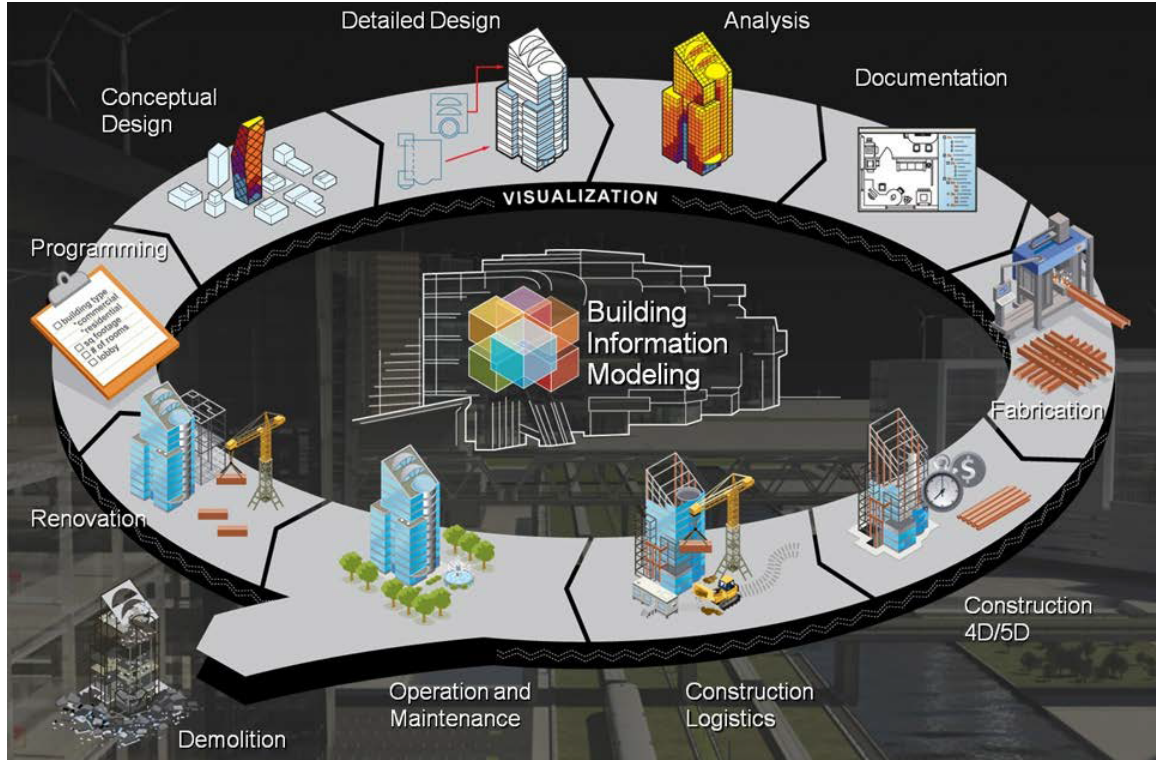 Detailed Design
Analysis
Documentation
Conceptual
Design
VISUALIZATION
Programming
building type
*commercial
*residential
sq footage
# of rooms
lobby
Building
Information
Modeling
Fabrication
$
Renovation
Construction
4D/5D
Operation and
Maintenance
Construction
Logistics
Demolition